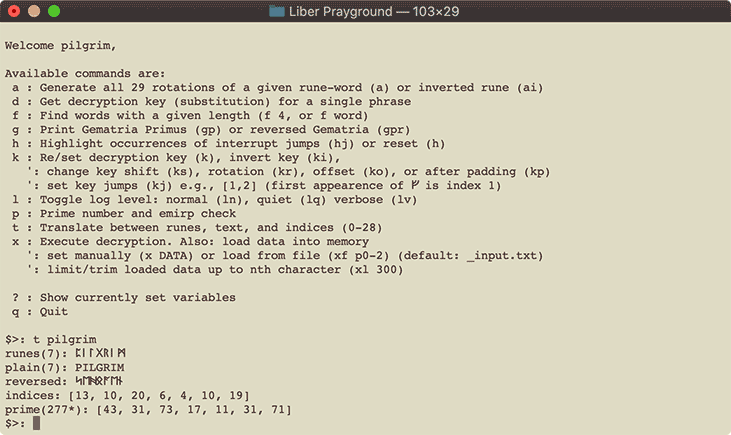 Liber Prayground — 103×29
Welcome pilgrim,
Available commands are:
a : Generate all 29 rotations of a given rune-word (a) or inverted rune (ai)
d : Get decryption key (substitution) for a single phrase
f : Find words with a given length (f 4, or f word)
g : Print Gematria Primus (gp) or reversed Gematria (gpr)
h : Highlight occurrences of interrupt jumps (hj) or reset (h)
k : Re/set decryption key (k), invert key (ki),
': change key shift (ks), rotation (kr), offset (ko), or after padding (kp)
': set key jumps (kj) e.g., [1,2] (first appearence of ᚠ is index 1)
l : Toggle log level: normal (ln), quiet (lq) verbose (lv)
p : Prime number and emirp check
t : Translate between runes, text, and indices (0-28)
x : Execute decryption. Also: load data into memory
': set manually (x DATA) or load from file (xf p0-2) (default: _input.txt)
': limit/trim loaded data up to nth character (xl 300)
? : Show currently set variables
q : Quit
$>: t pilgrim
runes(7): ᛈᛁᛚᚷᚱᛁᛗ
plain(7): PILGRIM
reversed: ᛋᛖᚻᛟᚪᛖᚾ
indices: [13, 10, 20, 6, 4, 10, 19]
prime(277*): [43, 31, 73, 17, 11, 31, 71]
$>: